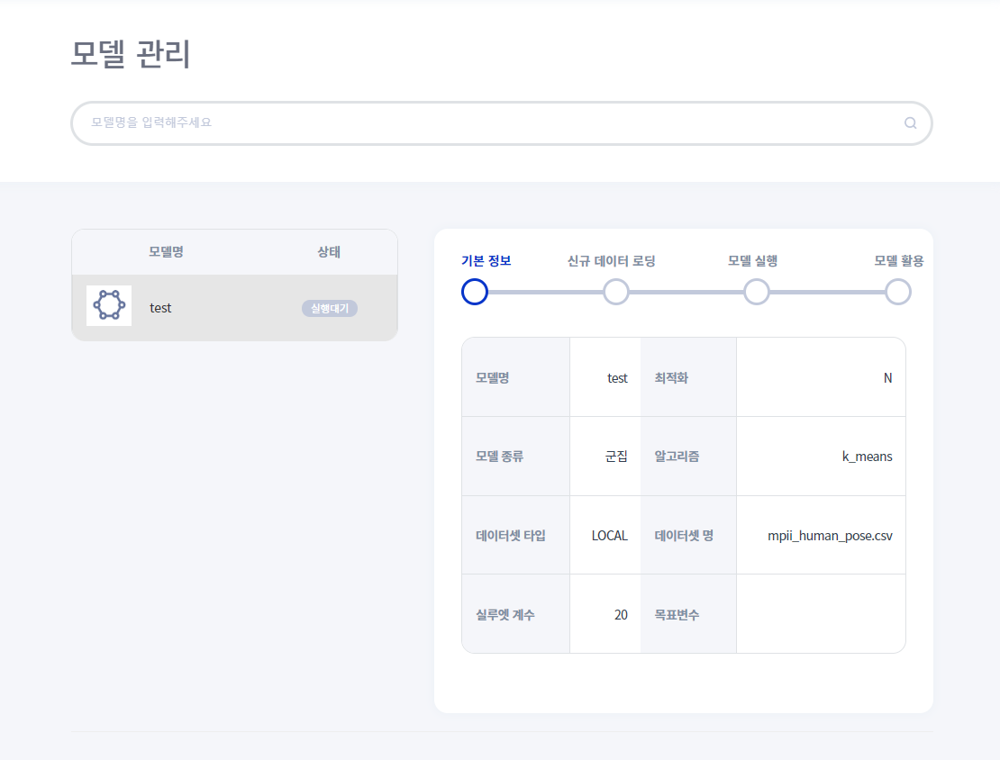 모델 관리
모델명을 입력해주세요
모델명 상태
test 실행대기
기본 정보 신규 데이터 로딩 모델 실행 모델 활용
모델명 test 최적화 N
모델 종류 군집 알고리즘 k_means
데이터셋 타입 LOCAL 데이터셋 명 mpii_human_pose.csv
실루엣 계수 20 목표변수